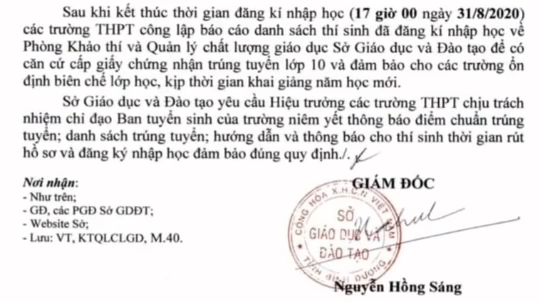 Sau khi kết thúc thời gian đăng kí nhập học (17 giờ 00 ngày 31/8/2020)
các trường THPT công lập báo cáo danh sách thí sinh đã đăng kí nhập học về
Phòng Khảo thí và Quản lý chất lượng giáo dục Sở Giáo dục và Đào tạo để có
căn cứ cấp giấy chứng nhận trúng tuyển lớp 10 và đảm bảo cho các trường ổn
định biên chế lớp học, kịp thời gian khai giảng năm học mới.
Sở Giáo dục và Đào tạo yêu cầu Hiệu trưởng các trường THPT chịu trách
nhiệm chỉ đạo Ban tuyển sinh của trường niêm yết thông báo điểm chuẩn trúng
tuyển; danh sách trúng tuyển; hướng dẫn và thông báo cho thí sinh thời gian rút
hồ sơ và đăng ký nhập học đảm bảo đúng quy định./.
Nơi nhận:
- Như trên;
- GĐ, các PGĐ Sở GDĐT;
- Website Sở;
- Lưu: VT, KTQLCLGD, M.40.
GIÁM ĐỐC
CỘNG HÒA X.H.C.N VIỆT NAM
SỞ
GIÁO DỤC VÀ
ĐÀO TẠO
TỈNH BÌNH DƯƠNG
Nguyễn Hồng Sáng